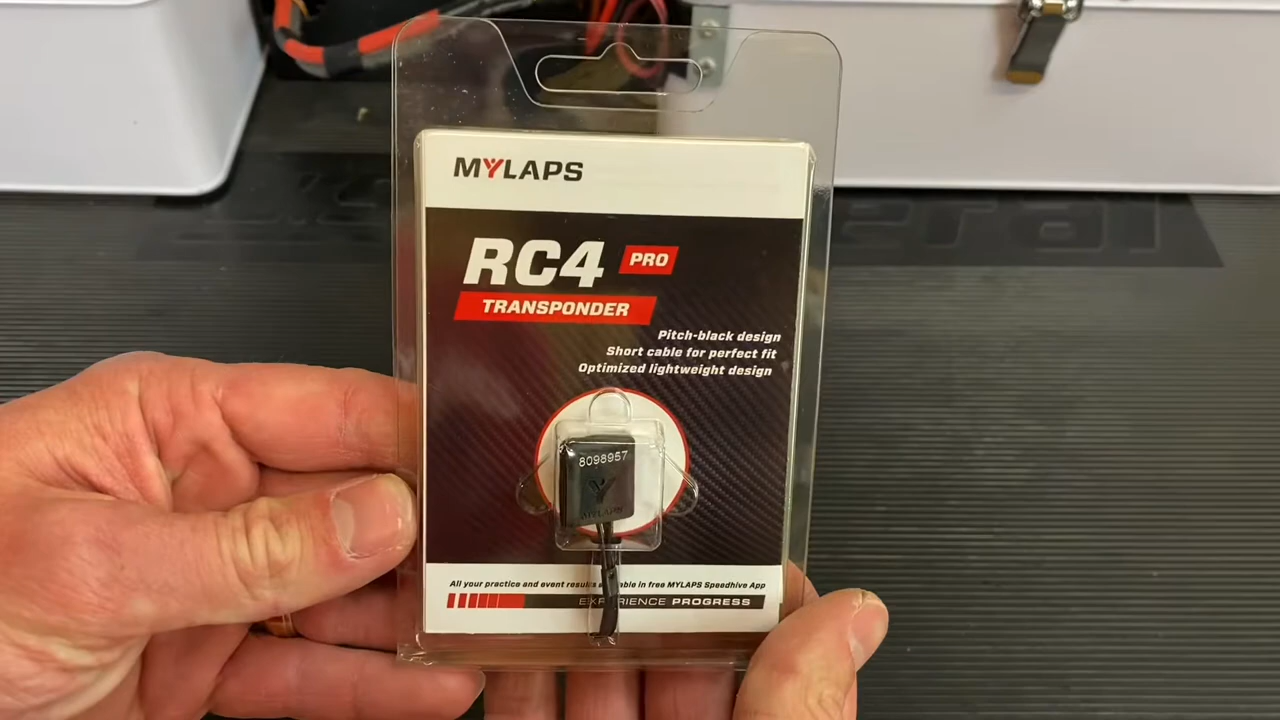 MYLAPS
RC4 PRO
TRANSPONDER
Pitch-black design
Short cable for perfect fit
Optimized lightweight design
8098957
MYLAPS
All your practice and event results in free MYLAPS Speedhive App
EXPERIENCE PROGRESS